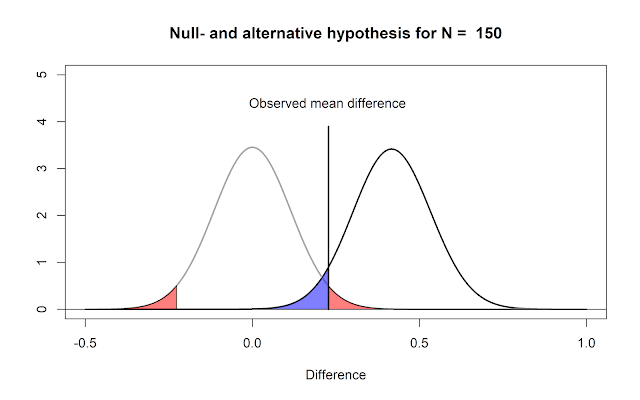 Null- and alternative hypothesis for N =  150
5
Observed mean difference
4
3
2
1
0
-0.5 0.0 0.5 1.0
Difference